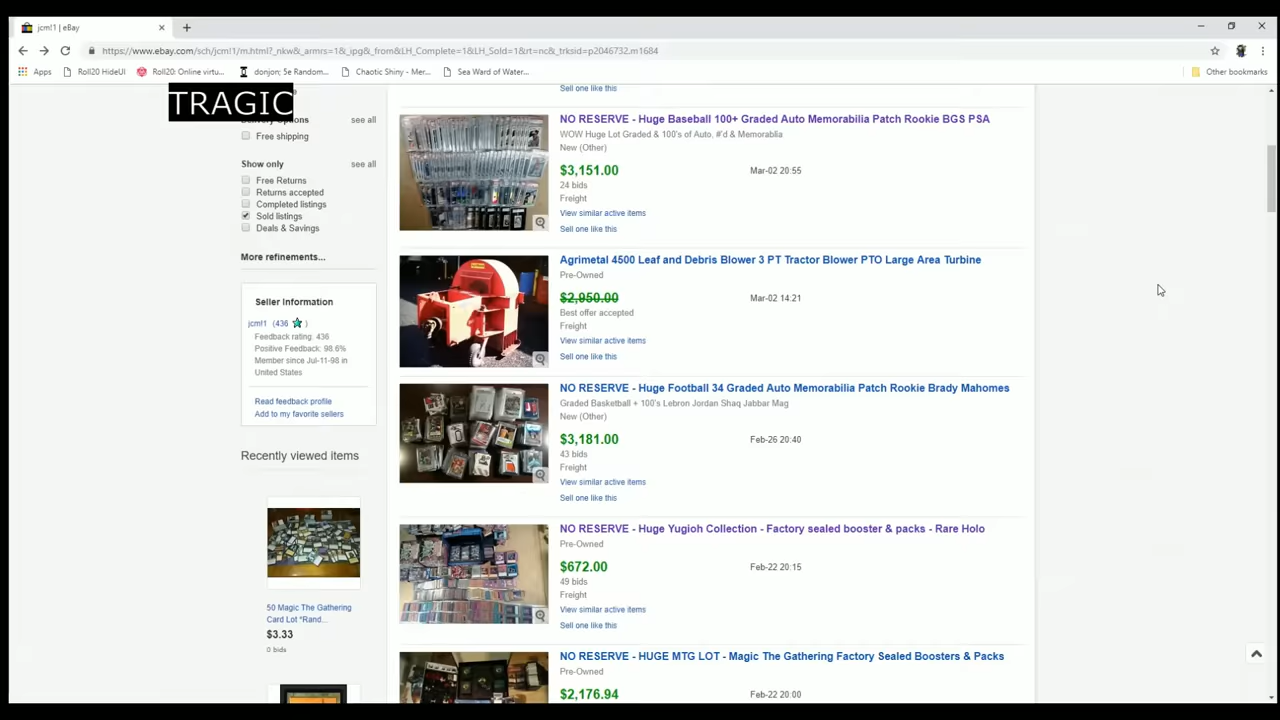 jcm!1 | eBay
https://www.ebay.com/sch/jcm!1/m.html?_nkw&_armrs=1&_ipg&_from&LH_Complete=1&LH_Sold=1&rt=nc&_trksid=p2046732.m1684
Apps
Roll20 HideUI
Roll20: Online virtu...
donjon; 5e Random...
Chaotic Shiny - Mer...
Sea Ward of Water...
Other bookmarks
TRAGIC
Delivery Options
see all
Free shipping
Show only
see all
Free Returns
Returns accepted
Completed listings
Sold listings
Deals & Savings
More refinements...
Seller Information
jcm!1 (436 )
Feedback rating: 436
Positive Feedback: 98.6%
Member since Jul-11-98 in
United States
Read feedback profile
Add to my favorite sellers
Recently viewed items
50 Magic The Gathering
Card Lot "Rand...
$3.33
0 bids
Sell one like this
NO RESERVE - Huge Baseball 100+ Graded Auto Memorabilia Patch Rookie BGS PSA
WOW Huge Lot Graded & 100's of Auto, #'d & Memorablia
New (Other)
$3,151.00
Mar-02 20:55
24 bids
Freight
View similar active items
Sell one like this
Agrimetal 4500 Leaf and Debris Blower 3 PT Tractor Blower PTO Large Area Turbine
Pre-Owned
$2,950.00
Mar-02 14:21
Best offer accepted
Freight
View similar active items
Sell one like this
NO RESERVE - Huge Football 34 Graded Auto Memorabilia Patch Rookie Brady Mahomes
Graded Basketball + 100's Lebron Jordan Shaq Jabbar Mag
New (Other)
$3,181.00
Feb-26 20:40
43 bids
Freight
View similar active items
Sell one like this
NO RESERVE - Huge Yugioh Collection - Factory sealed booster & packs - Rare Holo
Pre-Owned
$672.00
Feb-22 20:15
49 bids
Freight
View similar active items
Sell one like this
NO RESERVE - HUGE MTG LOT - Magic The Gathering Factory Sealed Boosters & Packs
Pre-Owned
$2,176.94
Feb-22 20:00